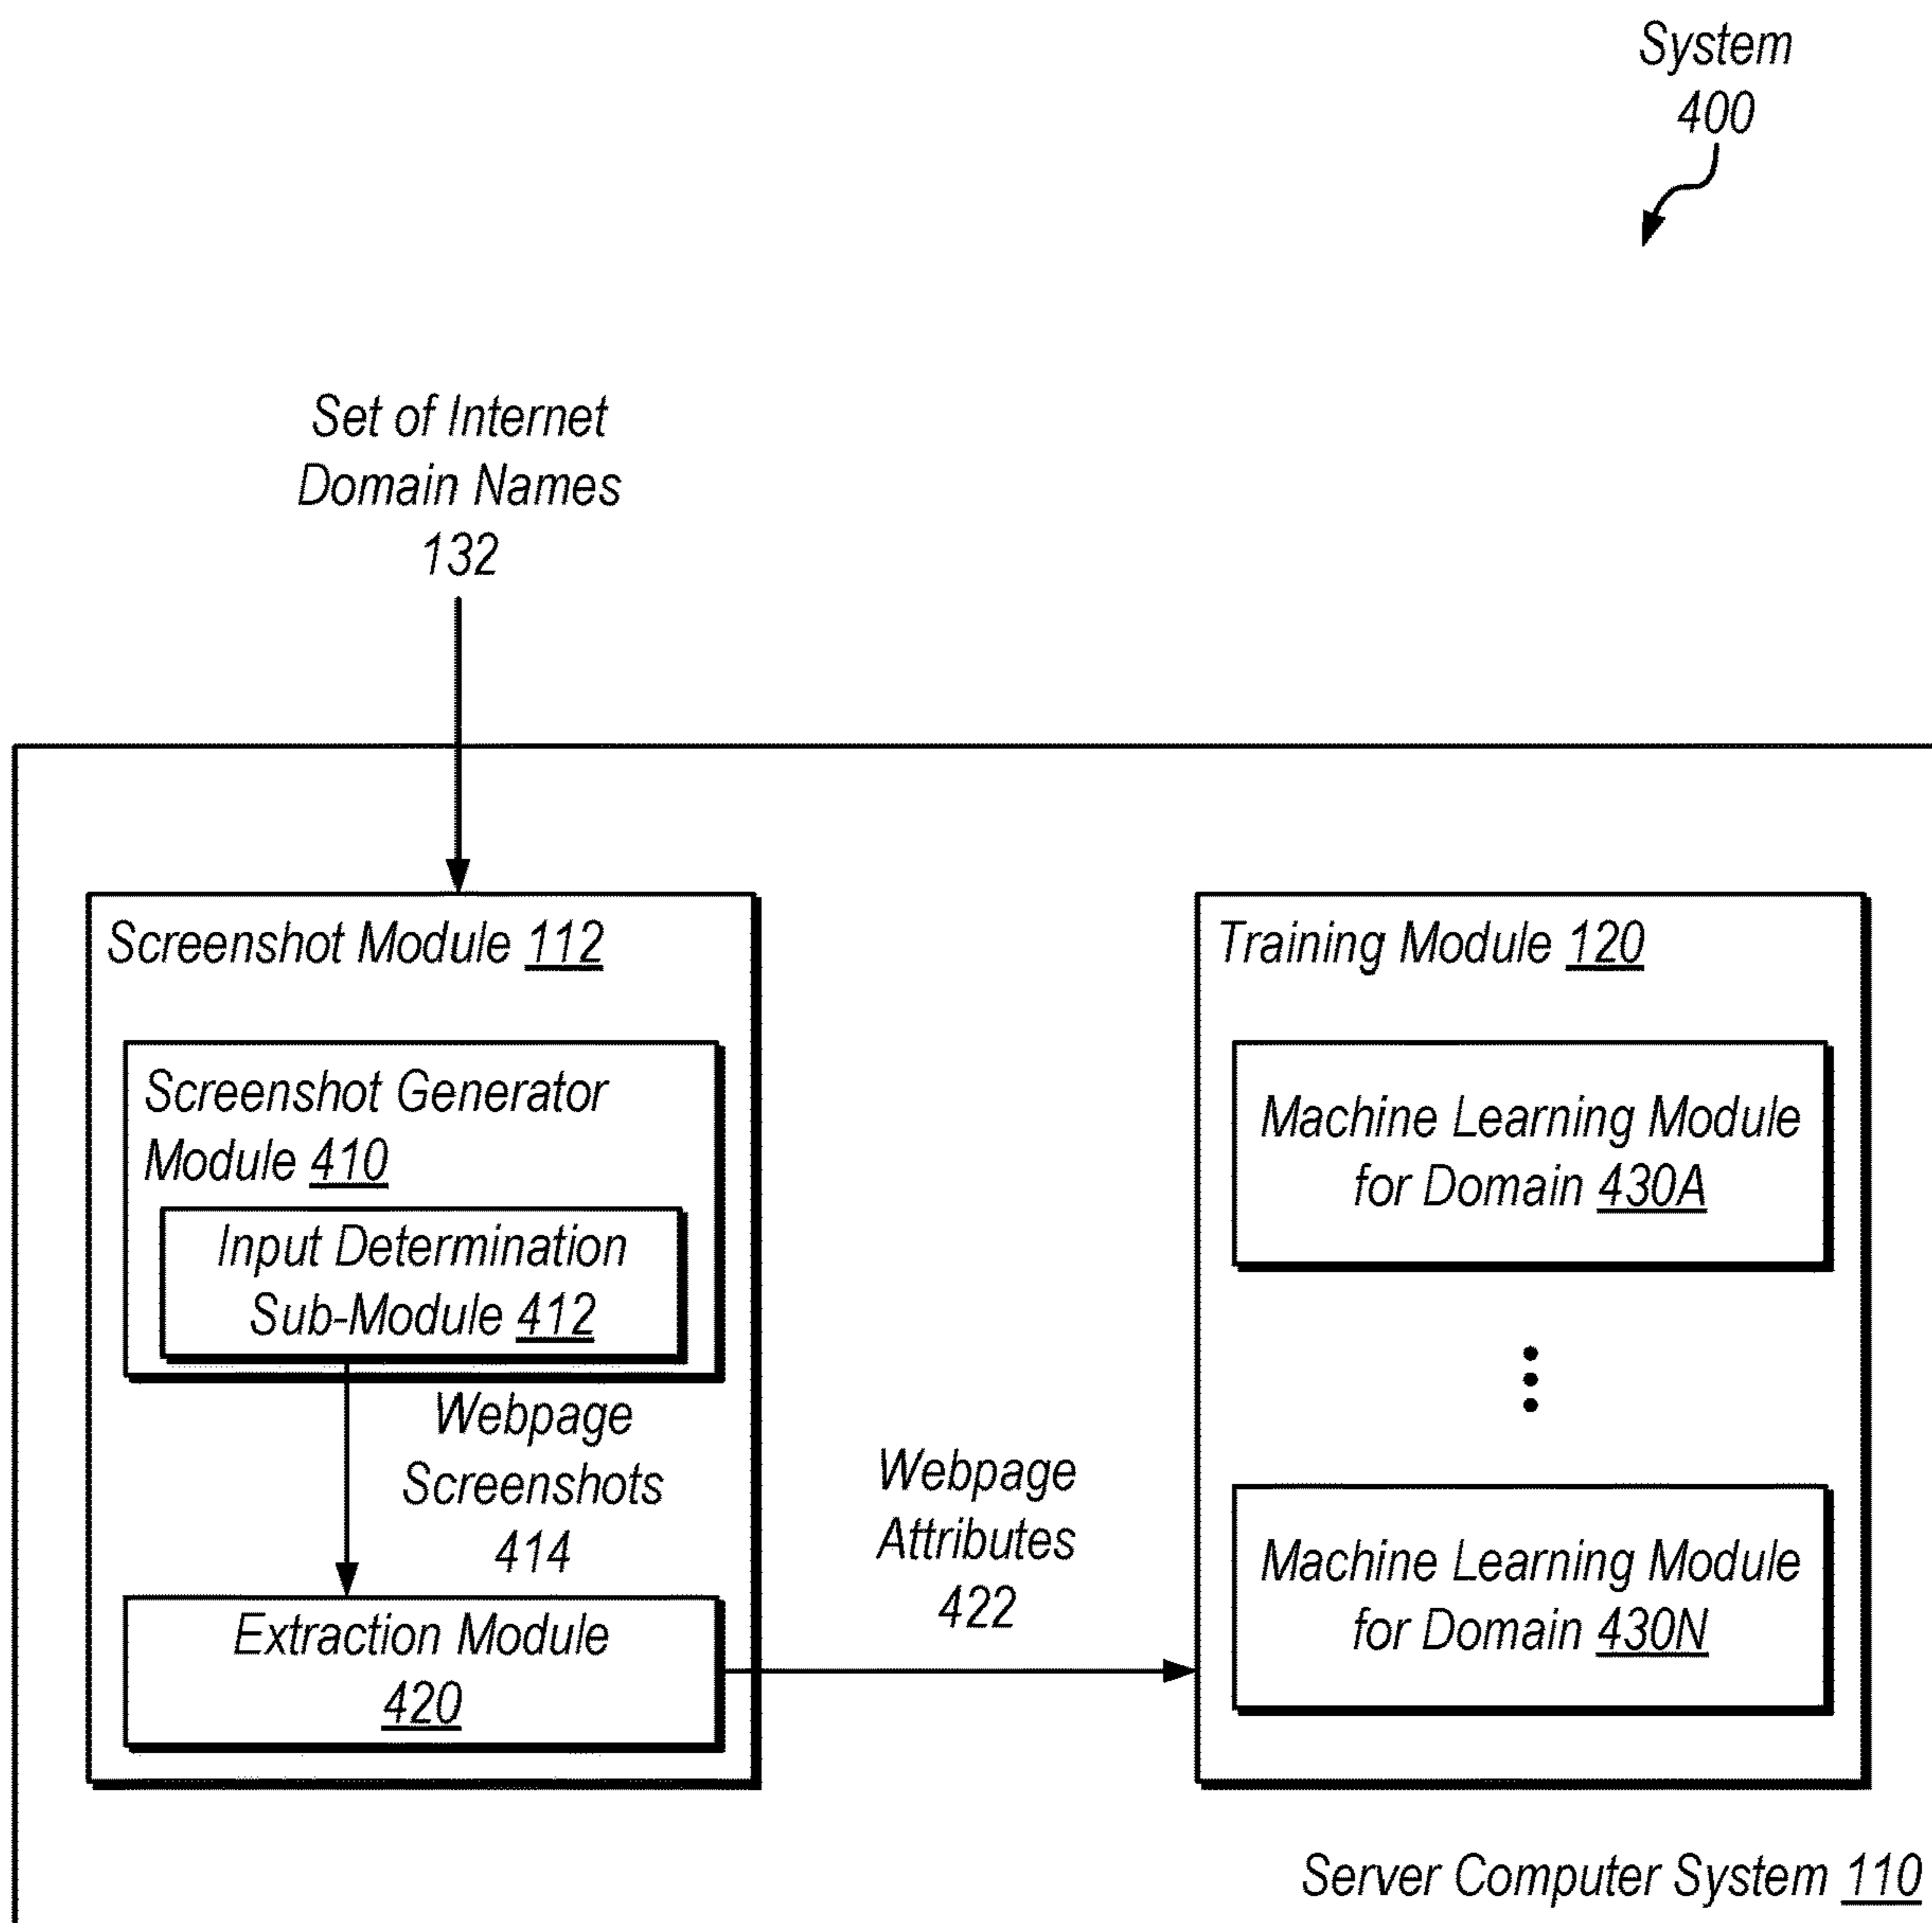 System
400
Set of Internet
Domain Names
132
Screenshot Module 112
Screenshot Generator
Module 410
Input Determination
Sub-Module 412
Webpage
Screenshots
414
Extraction Module
420
Webpage
Attributes
422
Training Module 120
Machine Learning Module
for Domain 430A
Machine Learning Module
for Domain 430N
Server Computer System 110